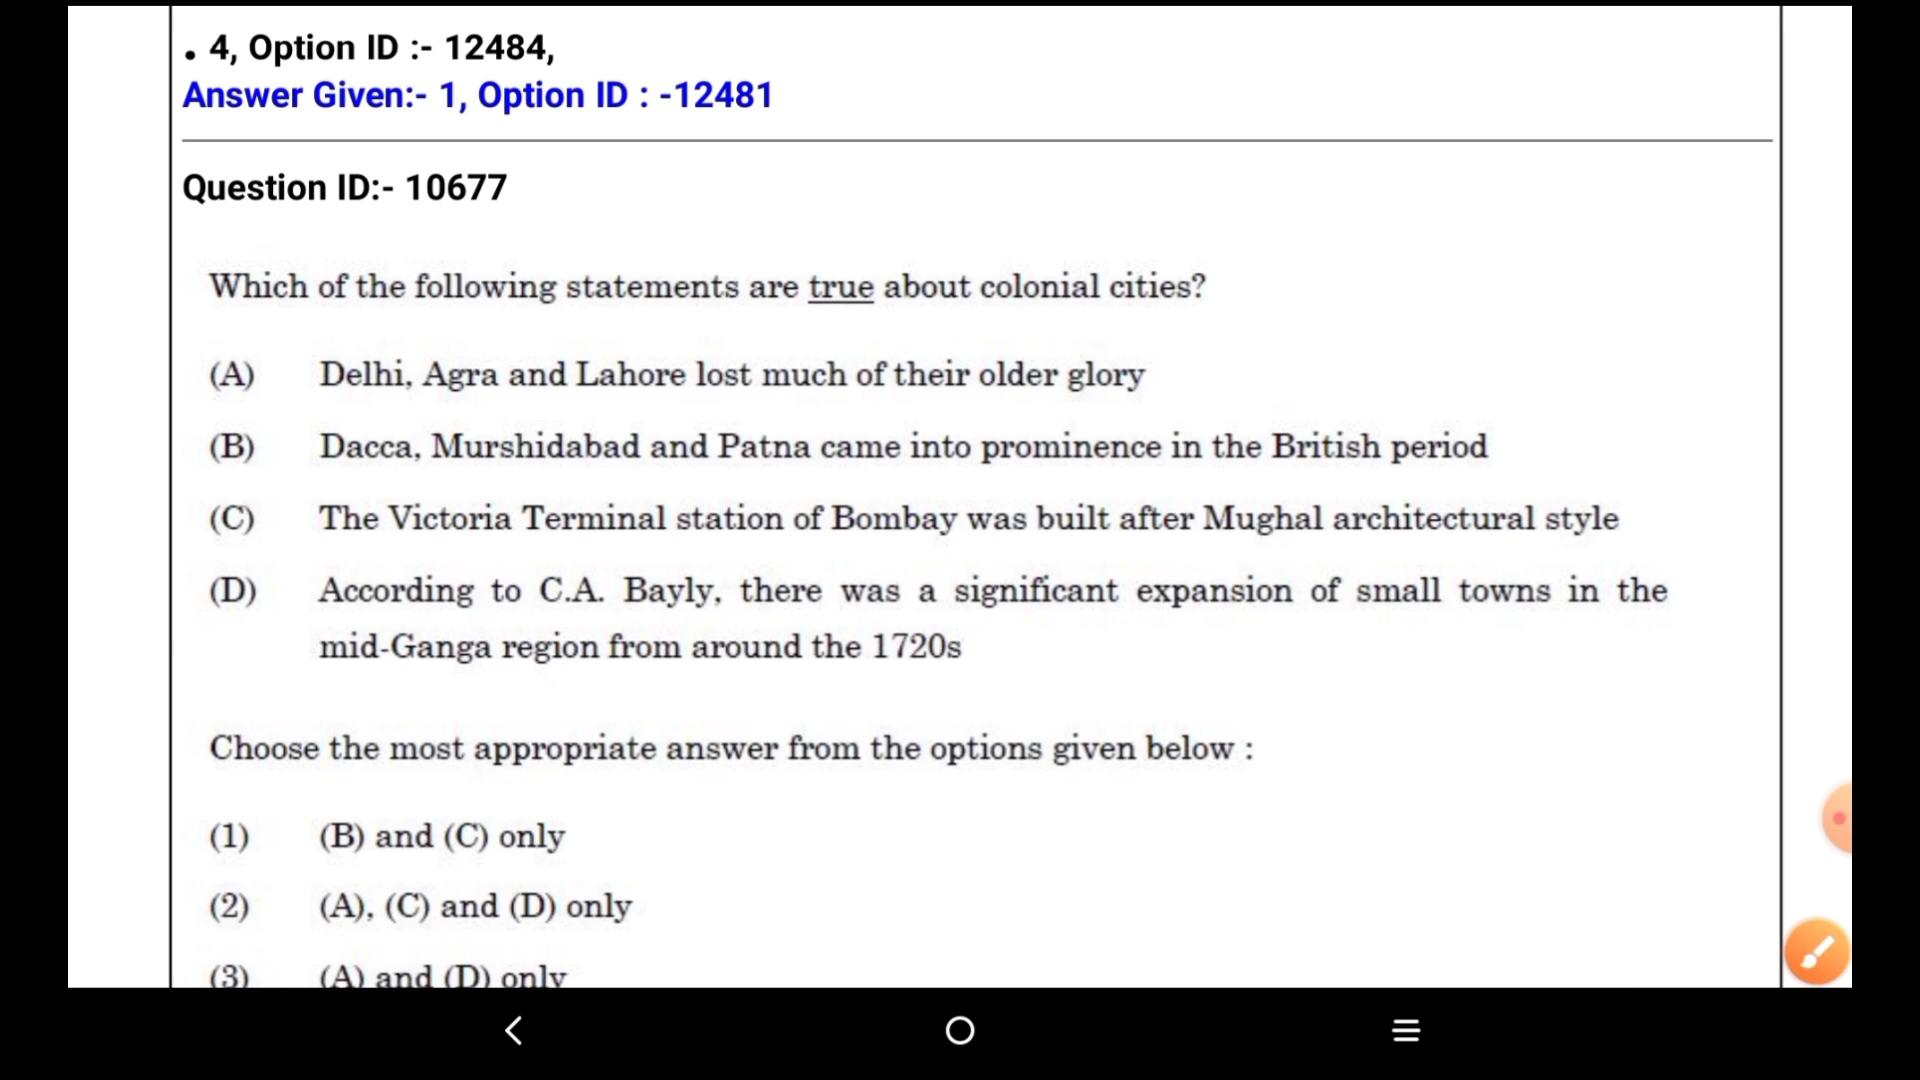 . 4, Option ID :- 12484,
Answer Given:- 1, Option ID : -12481
Question ID:- 10677
Which of the following statements are true about colonial cities?
(A) Delhi, Agra and Lahore lost much of their older glory
(B) Dacca, Murshidabad and Patna came into prominence in the British period
(C) The Victoria Terminal station of Bombay was built after Mughal architectural style
(D) According to C.A. Bayly, there was a significant expansion of small towns in the
mid-Ganga region from around the 1720s
Choose the most appropriate answer from the options given below :
(1) (B) and (C) only
(2) (A), (C) and (D) only
(3) (A) and (D) only